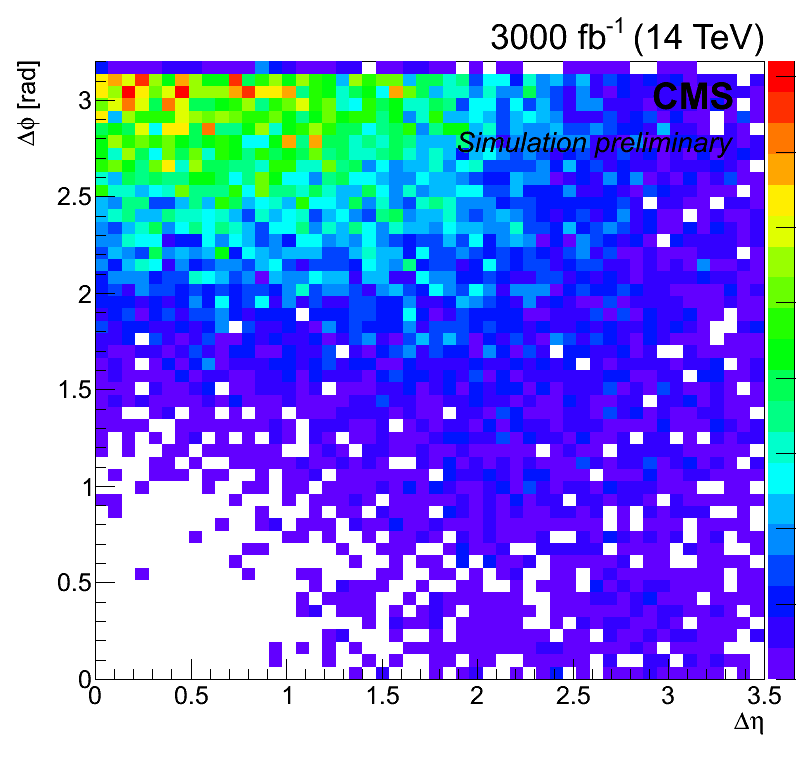 3000 fb⁻¹ (14 TeV)
Δϕ [rad]
CMS
Simulation preliminary
3
2.5
2
1.5
1
0.5
0
0 0.5 1 1.5 2 2.5 3 3.5
Δη